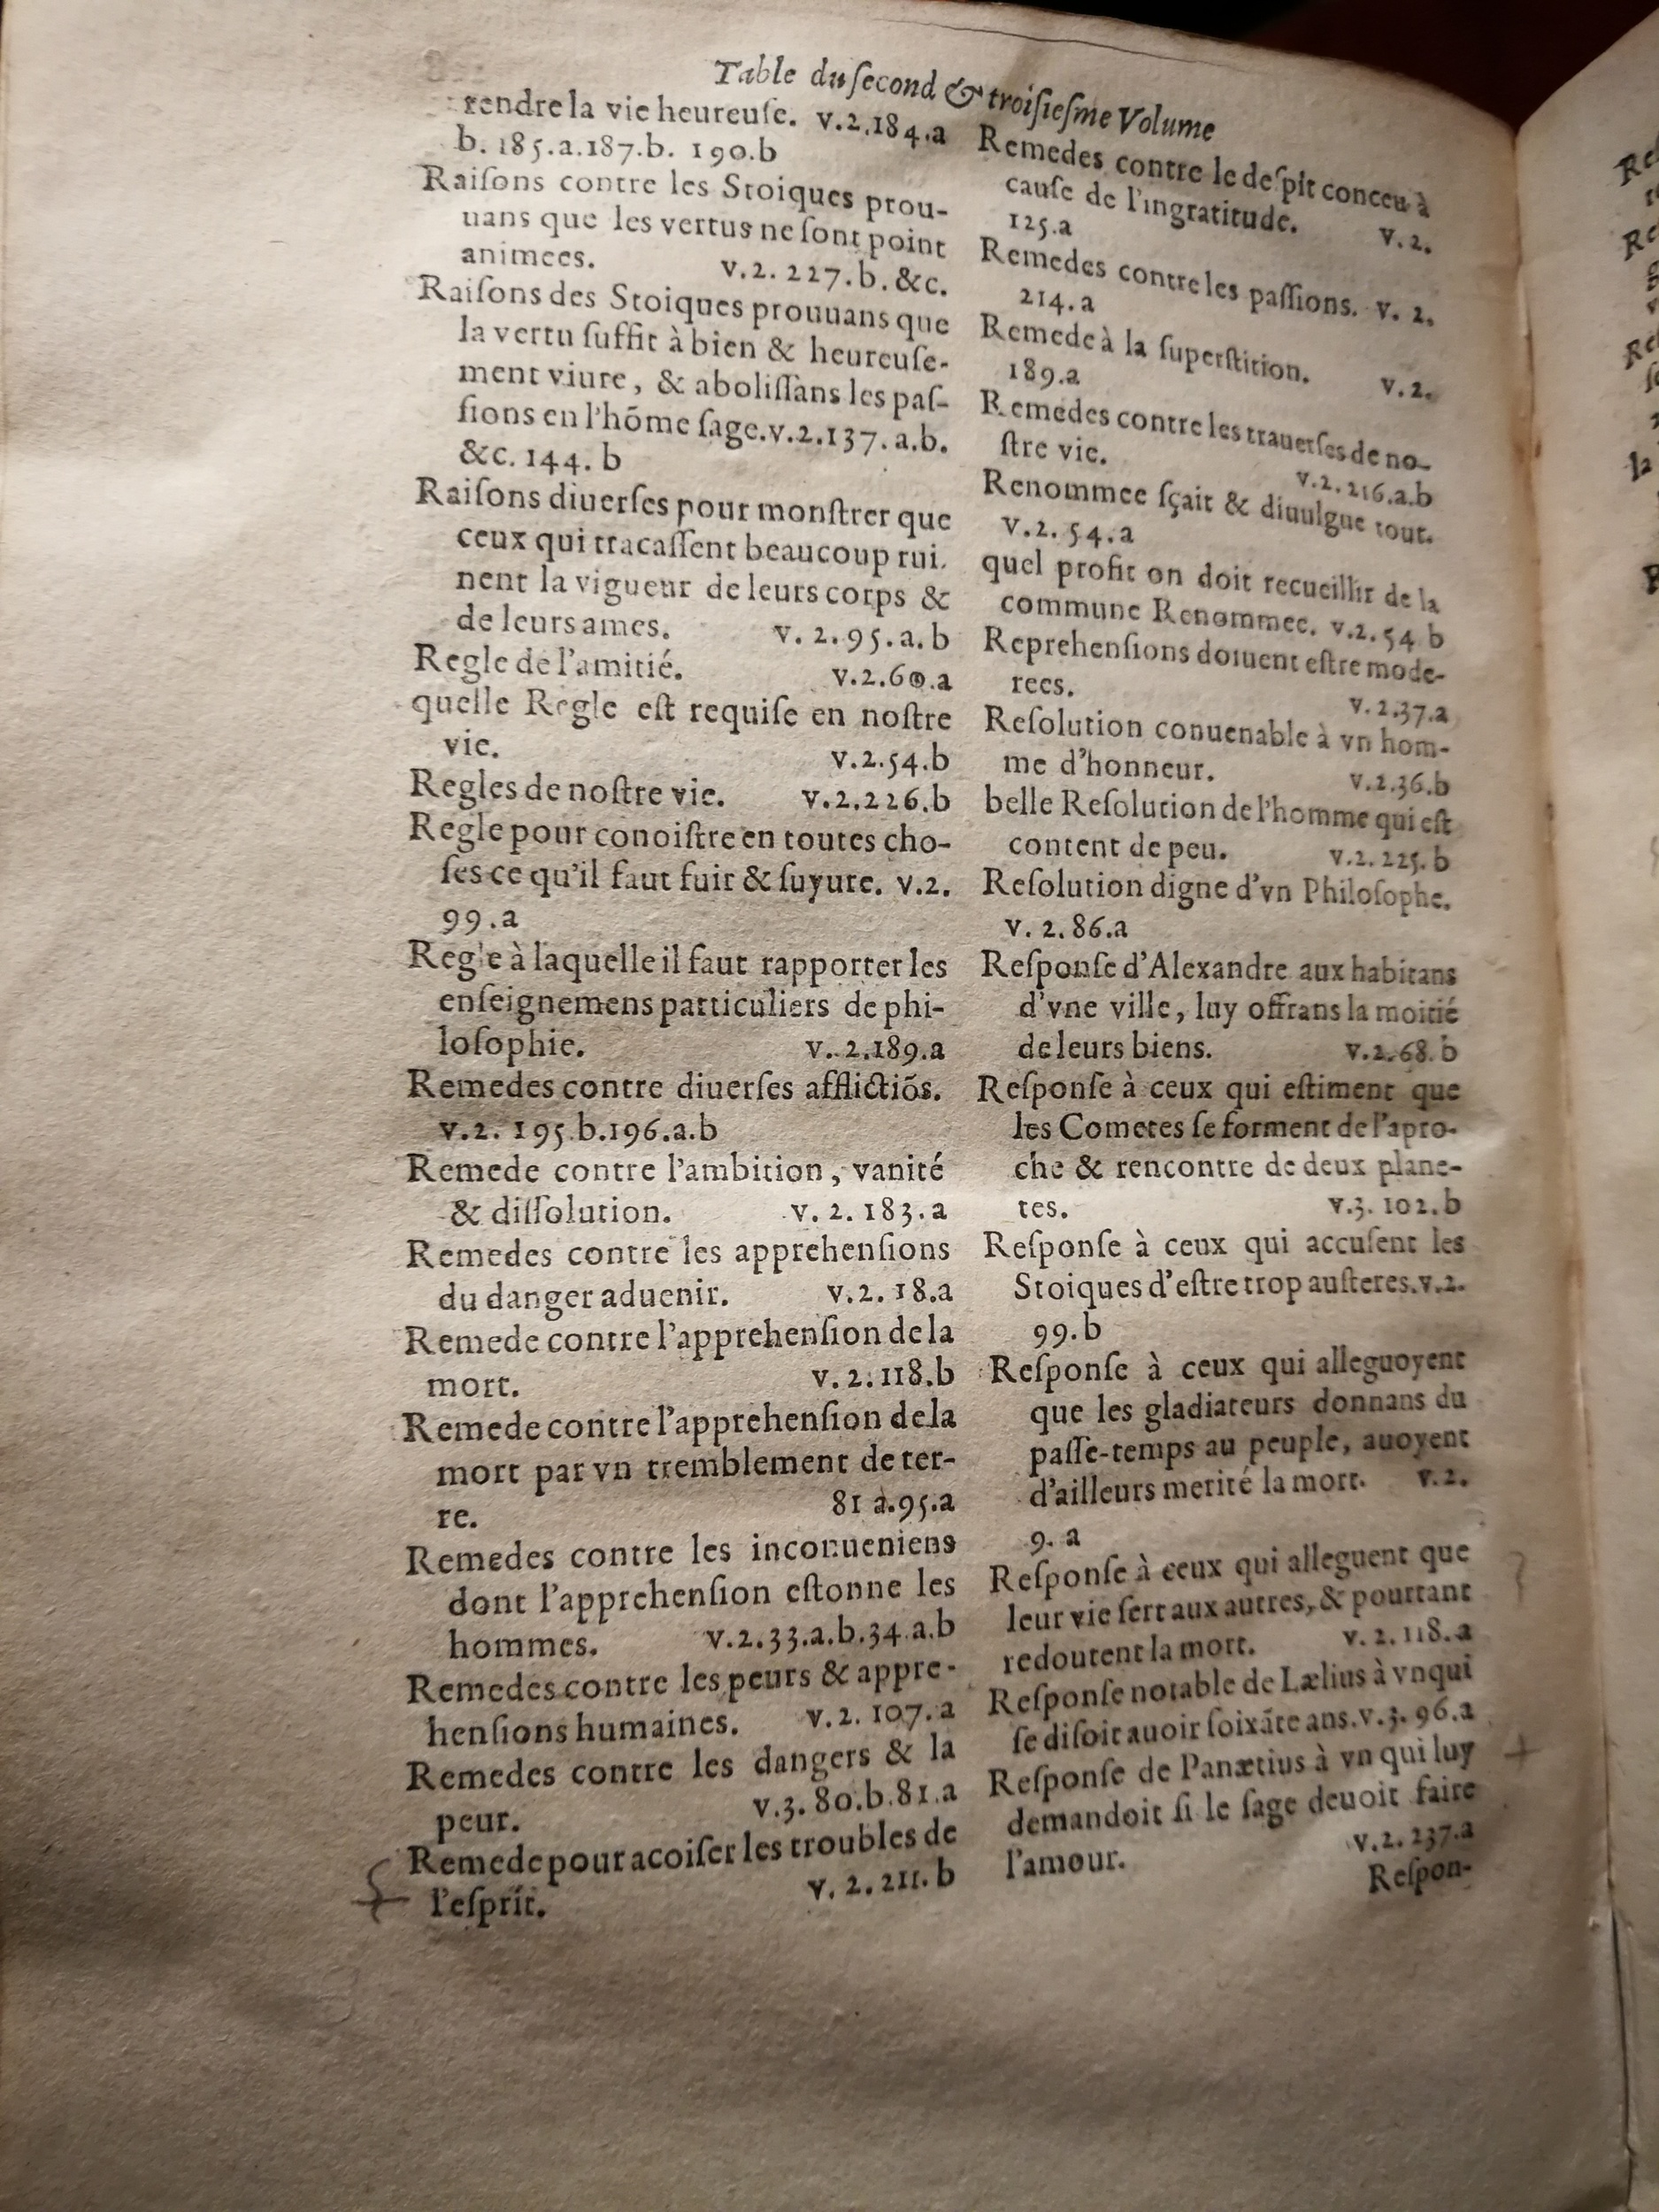 Table du ſecond & troiſieſme Volume
rendre la vie heureuſe. v.2.184.a
b. 185.a.187.b. 190.b
Raiſons contre les Stoiques prou-
uans que les vertus ne ſont point
animees. v.2. 227.b. &c.
Raiſons des Stoiques prouuans que
la vertu ſuffit à bien & heureuſe-
ment viure, & aboliſſans les paſ-
ſions en l'hõme ſage.v.2.137.a.b.
&c. 144. b
Raiſons diuerſes pour monſtrer que
ceux qui tracaſſent beaucoup rui.
nent la vigueur de leurs corps &
de leurs ames. v. 2.95.a.b
Regle de l'amitié. v.2.60.a
quelle Regle eſt requiſe en noſtre
vie. v.2.54.b
Regles de noſtre vie. v.2.226.b
Regle pour conoiſtre en toutes cho-
ſes ce qu'il faut fuir & ſuyure. v.2.
99.a
Regle à laquelle il faut rapporter les
enſeignemens particuliers de phi-
loſophie. v.2.189.a
Remedes contre diuerſes afflictiõs.
v.2. 195.b.196.a.b
Remede contre l'ambition, vanité
& diſſolution. v. 2. 183.a
Remedes contre les apprehenſions
du danger aduenir. v.2. 18.a
Remede contre l'apprehenſion de la
mort. v.2.118.b
Remede contre l'apprehenſion de la
mort par vn tremblement de ter-
re. 81 a.95.a
Remedes contre les inconueniens
dont l'apprehenſion eſtonne les
hommes. v.2.33.a.b.34.a.b
Remedes contre les peurs & appre-
henſions humaines. v.2. 107.a
Remedes contre les dangers & la
peur. v.3. 80.b.81.a
Remede pour acoiſer les troubles de
l'eſprit. v. 2. 211. b
Remedes contre le deſpit conceu à
cauſe de l'ingratitude. v.2.
125.a
Remedes contre les paſſions. v. 2.
214.a
Remede à la ſuperſtition. v.2.
189.a
Remedes contre les trauerſes de no-
ſtre vie. v.2.216.a.b
Renommee ſçait & diuulgue tout.
v.2. 54.a
quel profit on doit recueillir de la
commune Renommee. v.2.54 b
Reprehenſions doiuent eſtre mode-
rees. v.2.37.a
Reſolution conuenable à vn hom-
me d'honneur. v.2.36.b
belle Reſolution de l'homme qui eſt
content de peu. v.2.225.b
Reſolution digne d'vn Philoſophe.
v. 2. 86.a
Reſponſe d'Alexandre aux habitans
d'vne ville, luy offrans la moitié
de leurs biens. v.2.68.b
Reſponſe à ceux qui eſtiment que
les Cometes ſe forment de l'apro-
che & rencontre de deux plane-
tes. v.3. 102.b
Reſponſe à ceux qui accuſent les
Stoiques d'eſtre trop auſteres.v.2.
99.b
Reſponſe à ceux qui alleguoyent
que les gladiateurs donnans du
paſſe-temps au peuple, auoyent
d'ailleurs merité la mort. v.2.
9. a
Reſponſe à ceux qui alleguent que
leur vie ſert aux autres, & pourtant
redoutent la mort. v. 2. 118.a
Reſponſe notable de Lælius à vn qui
ſe diſoit auoir ſoixãte ans.v.3. 96.a
Reſponſe de Panætius à vn qui luy
demandoit ſi le ſage deuoit faire
l'amour. v.2. 237.a
Reſpon-